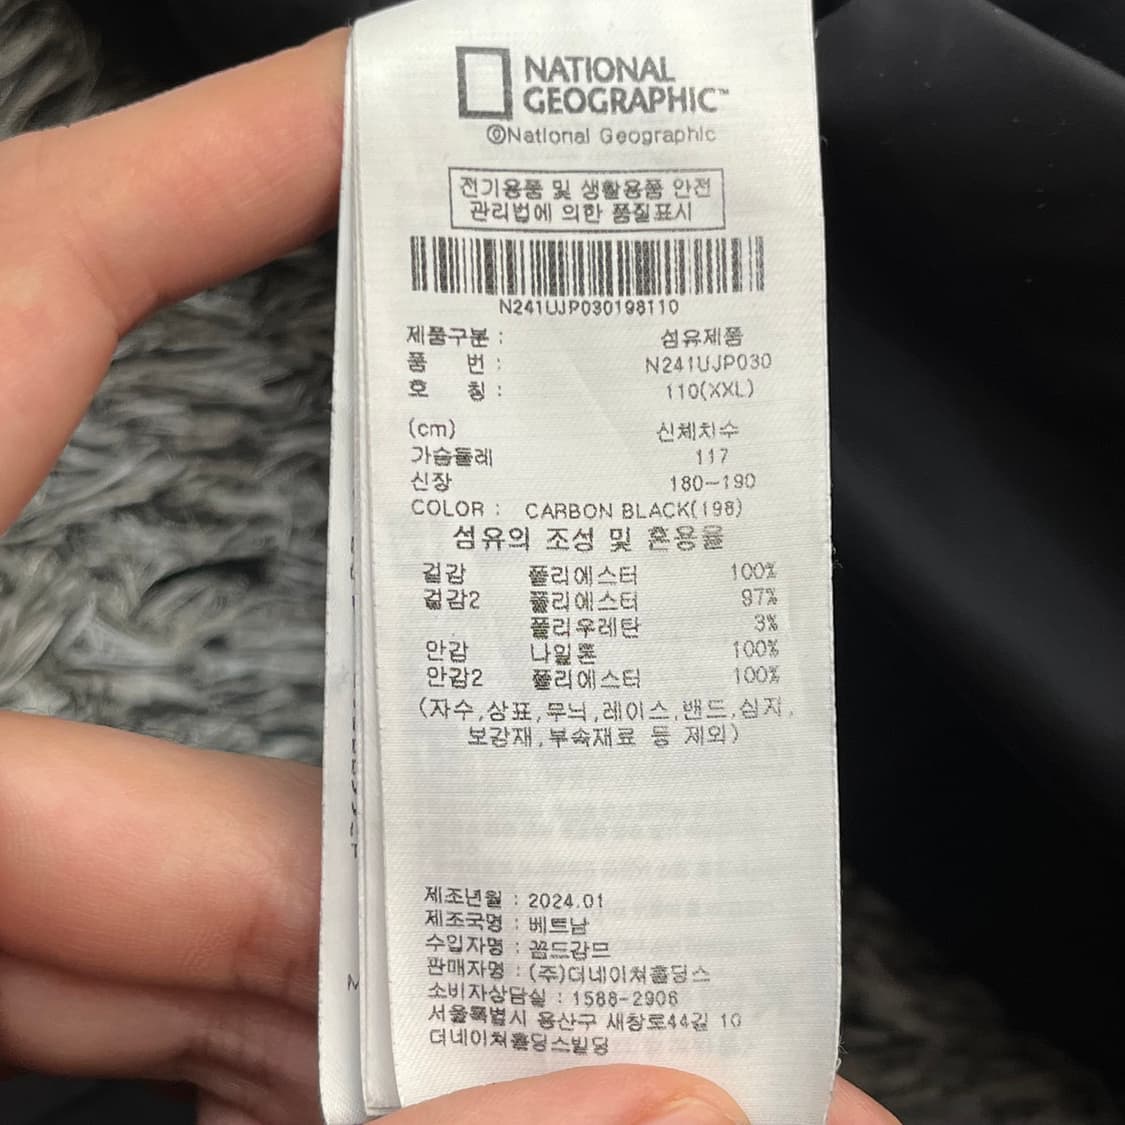 NATIONAL
GEOGRAPHIC™
©National Geographic
전기용품 및 생활용품 안전
관리법에 의한 품질표시
N241UJP030198110
제품구분 : 섬유제품
품 번 : N241UJP030
호 칭 : 110(XXL)
(cm) 신체치수
가슴둘레 117
신장 180-190
COLOR : CARBON BLACK(198)
섬유의 조성 및 혼용율
겉감 폴리에스터 100%
겉감2 폴리에스터 97%
폴리우레탄 3%
안감 나일론 100%
안감2 폴리에스터 100%
(자수,상표,무늬,레이스,밴드,심지,
보강재,부속재료 등 제외)
제조년월 : 2024.01
제조국명 : 베트남
수입자명 : 꼼드감므
판매자명 : (주)더네이쳐홀딩스
소비자상담실 : 1588-2906
서울특별시 용산구 새창로44길 10
더네이쳐홀딩스빌딩